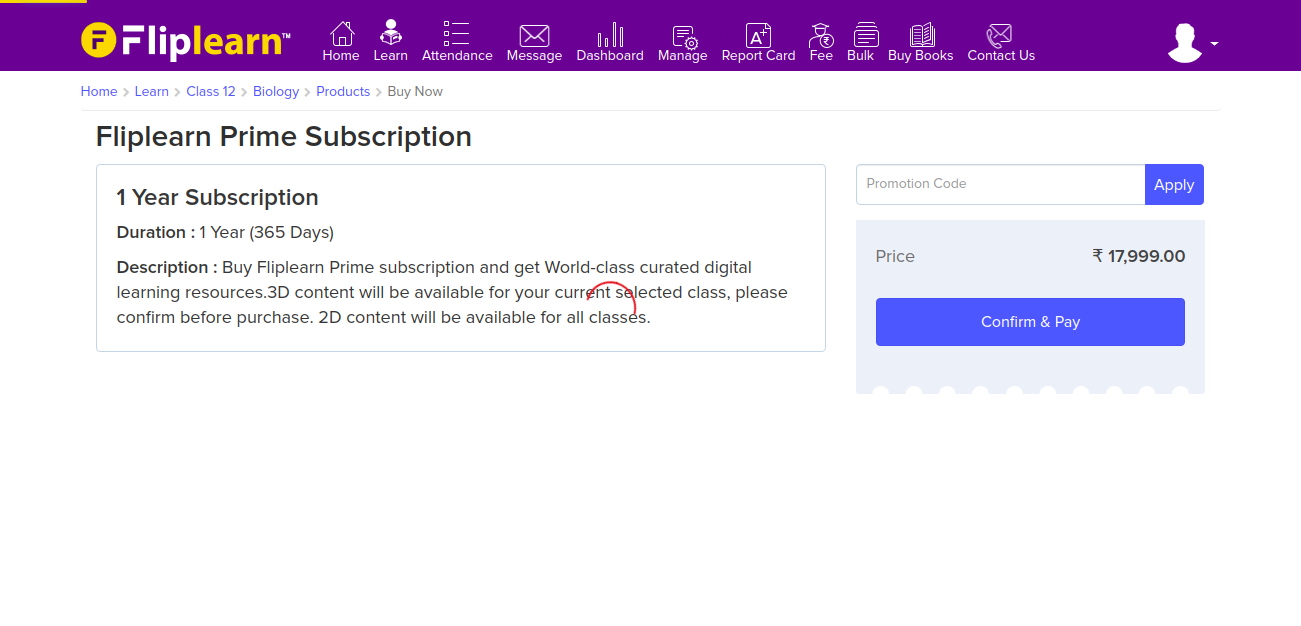 Fliplearn™
Home Learn Attendance Message Dashboard Manage Report Card Fee Bulk Buy Books Contact Us
Home > Learn > Class 12 > Biology > Products > Buy Now
Fliplearn Prime Subscription
1 Year Subscription
Duration : 1 Year (365 Days)
Description : Buy Fliplearn Prime subscription and get World-class curated digital
learning resources.3D content will be available for your current selected class, please
confirm before purchase. 2D content will be available for all classes.
Promotion Code Apply
Price ₹ 17,999.00
Confirm & Pay